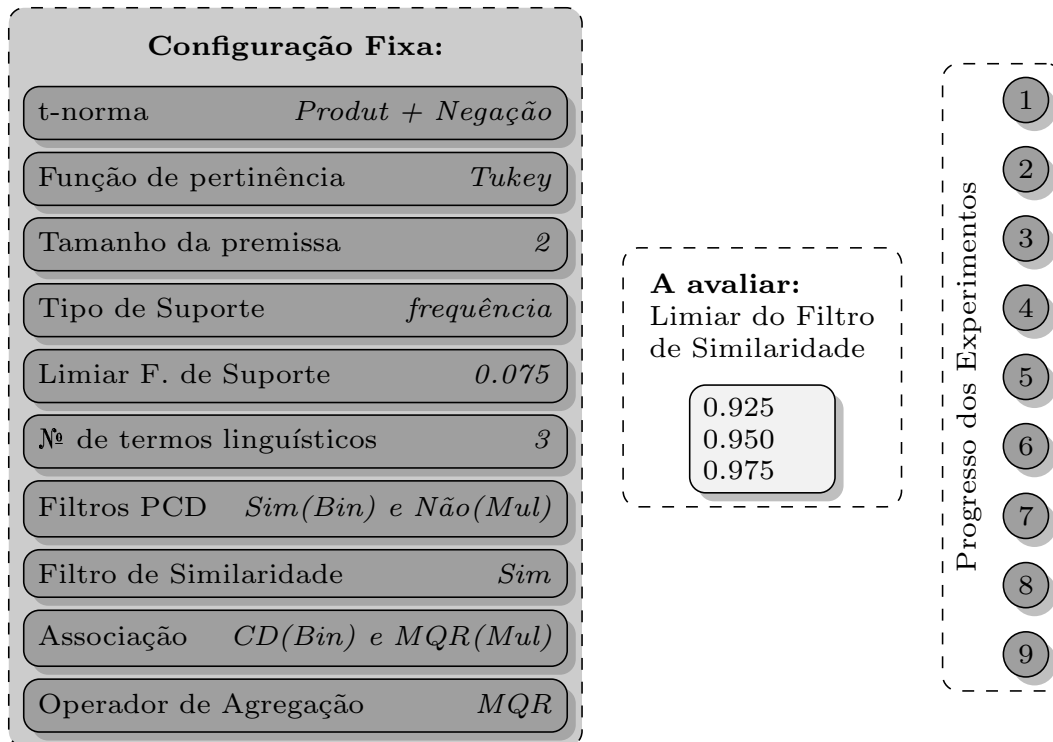 Configuração Fixa:
t-norma Produt + Negação
Função de pertinência Tukey
Tamanho da premissa 2
Tipo de Suporte frequência
Limiar F. de Suporte 0.075
№ de termos linguísticos 3
Filtros PCD Sim(Bin) e Não(Mul)
Filtro de Similaridade Sim
Associação CD(Bin) e MQR(Mul)
Operador de Agregação MQR
A avaliar:
Limiar do Filtro
de Similaridade
0.925
0.950
0.975
Progresso dos Experimentos
1
2
3
4
5
6
7
8
9